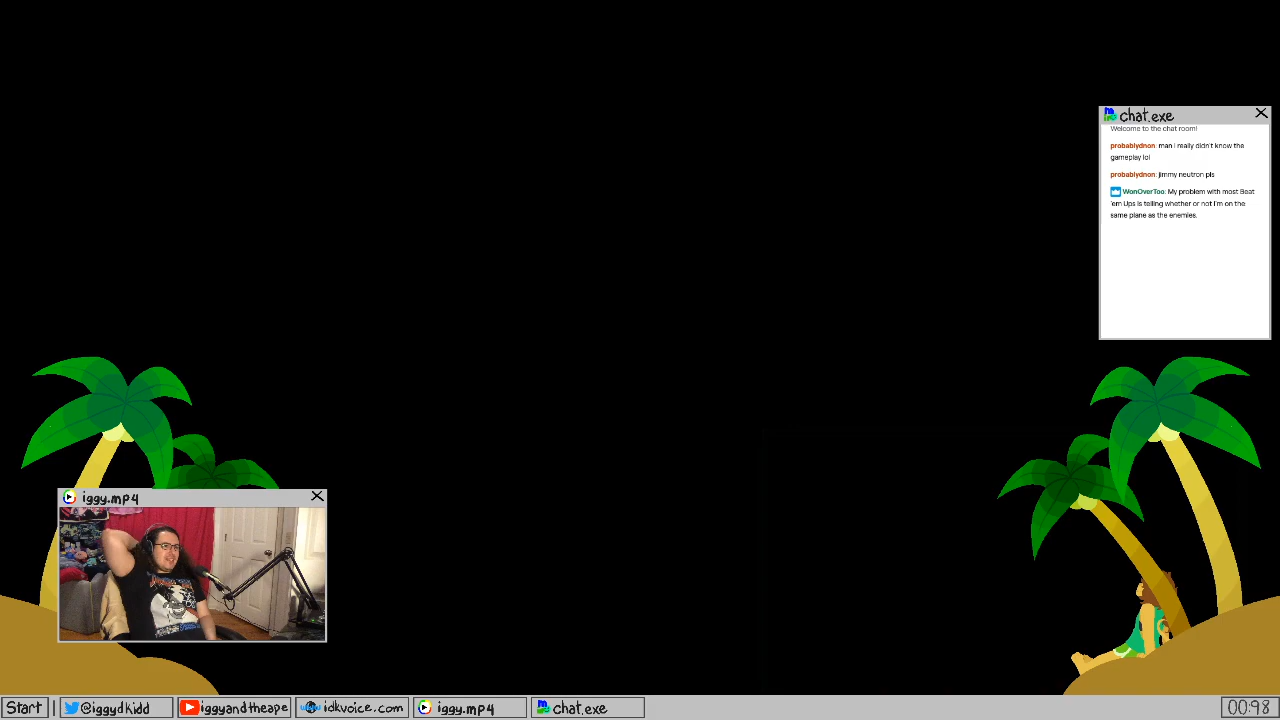 chat.exe
Welcome to the chat room!
probablydnon: man I really didn't know the
gameplay lol
probablydnon: jimmy neutron pls
WonOverToo: My problem with most Beat
'em Ups is telling whether or not I'm on the
same plane as the enemies.
iggy.mp4
Start | @iggydkidd iggyandtheape idkvoice.com iggy.mp4 chat.exe 00:98